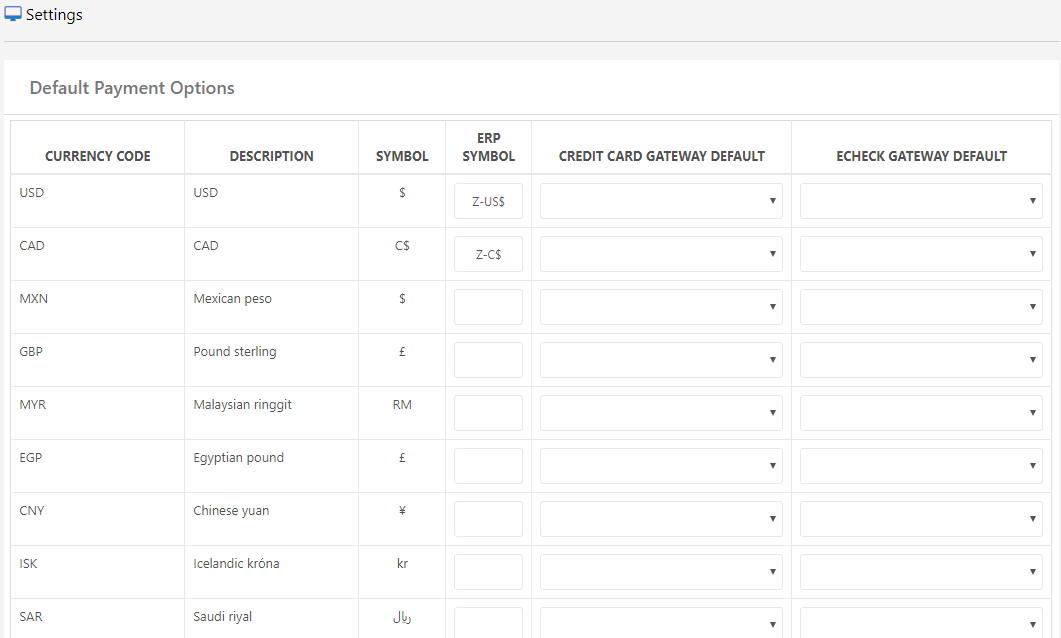 Settings
Default Payment Options
CURRENCY CODE DESCRIPTION SYMBOL ERP SYMBOL CREDIT CARD GATEWAY DEFAULT ECHECK GATEWAY DEFAULT
USD USD $ Z-US$
CAD CAD C$ Z-C$
MXN Mexican peso $
GBP Pound sterling £
MYR Malaysian ringgit RM
EGP Egyptian pound £
CNY Chinese yuan ¥
ISK Icelandic króna kr
SAR Saudi riyal ريال